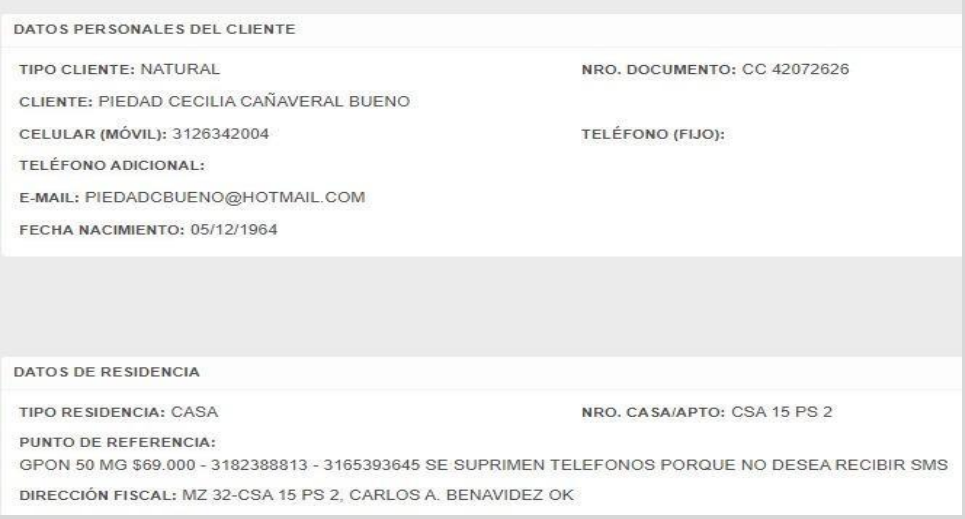 DATOS PERSONALES DEL CLIENTE
TIPO CLIENTE: NATURAL NRO. DOCUMENTO: CC 42072626
CLIENTE: PIEDAD CECILIA CAÑAVERAL BUENO
CELULAR (MÓVIL): 3126342004 TELÉFONO (FIJO):
TELÉFONO ADICIONAL:
E-MAIL: PIEDADCBUENO@HOTMAIL.COM
FECHA NACIMIENTO: 05/12/1964
DATOS DE RESIDENCIA
TIPO RESIDENCIA: CASA NRO. CASA/APTO: CSA 15 PS 2
PUNTO DE REFERENCIA:
GPON 50 MG $69.000 - 3182388813 - 3165393645 SE SUPRIMEN TELEFONOS PORQUE NO DESEA RECIBIR SMS
DIRECCIÓN FISCAL: MZ 32-CSA 15 PS 2, CARLOS A. BENAVIDEZ OK